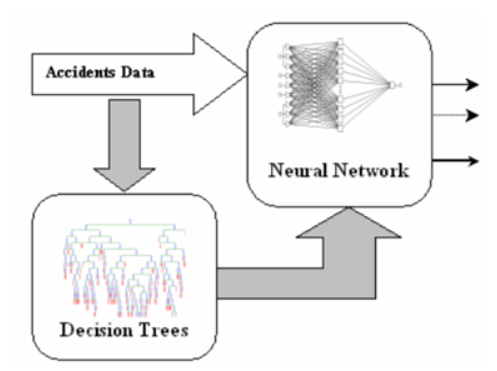 Accidents Data
Neural Network
Decision Trees